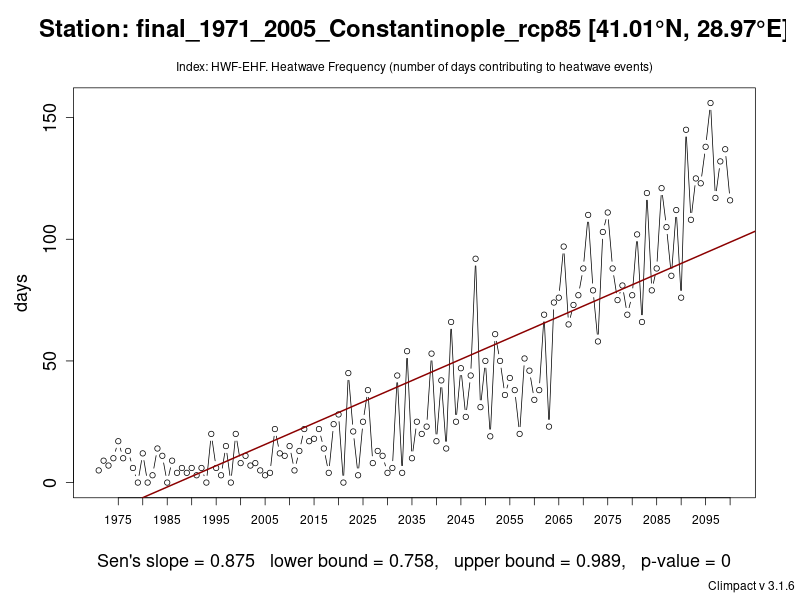 Station: final_1971_2005_Constantinople_rcp85 [41.01°N, 28.97°E]
Index: HWF-EHF. Heatwave Frequency (number of days contributing to heatwave events)
days
150
100
50
0
1975 1985 1995 2005 2015 2025 2035 2045 2055 2065 2075 2085 2095
Sen's slope = 0.875 lower bound = 0.758, upper bound = 0.989, p-value = 0
Climpact v 3.1.6